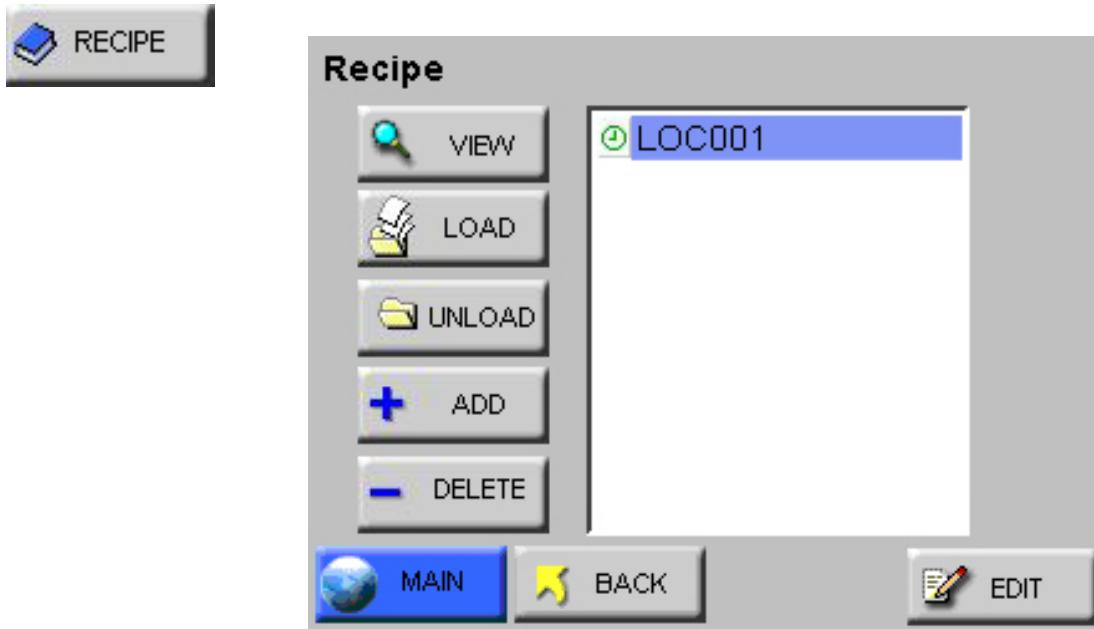 RECIPE
Recipe
VIEW
LOC001
LOAD
UNLOAD
ADD
DELETE
MAIN
BACK
EDIT